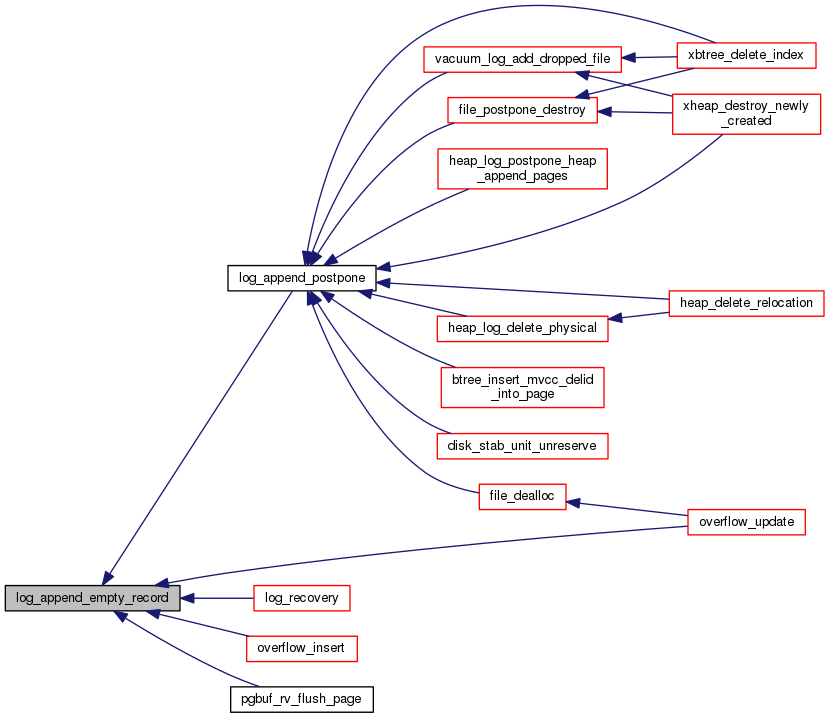 vacuum_log_add_dropped_file
xbtree_delete_index
file_postpone_destroy
xheap_destroy_newly
_created
heap_log_postpone_heap
_append_pages
log_append_postpone
heap_delete_relocation
heap_log_delete_physical
btree_insert_mvcc_delid
_into_page
disk_stab_unit_unreserve
file_dealloc
overflow_update
log_append_empty_record
log_recovery
overflow_insert
pgbuf_rv_flush_page